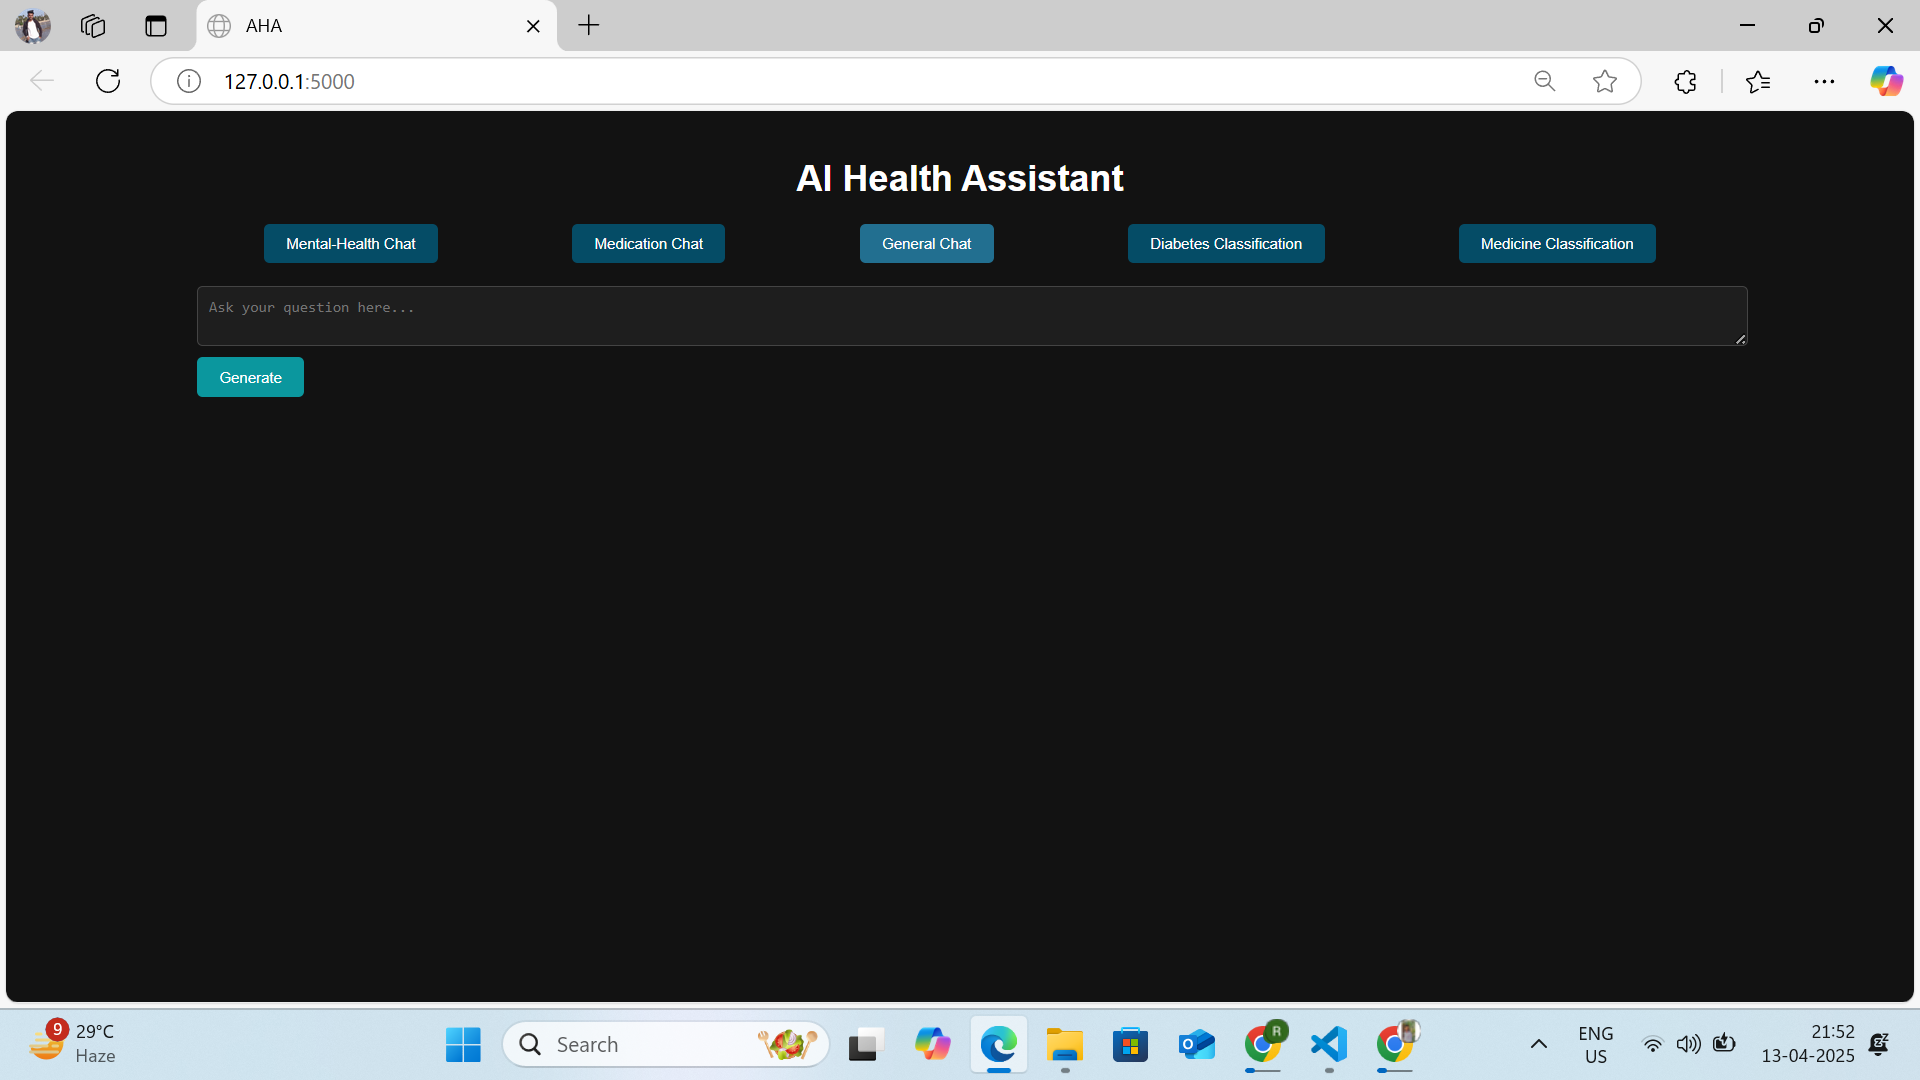 AHA
127.0.0.1:5000
AI Health Assistant
Mental-Health Chat
Medication Chat
General Chat
Diabetes Classification
Medicine Classification
Ask your question here...
Generate
9
29°C
Haze
Search
R
ENG
US
21:52
13-04-2025